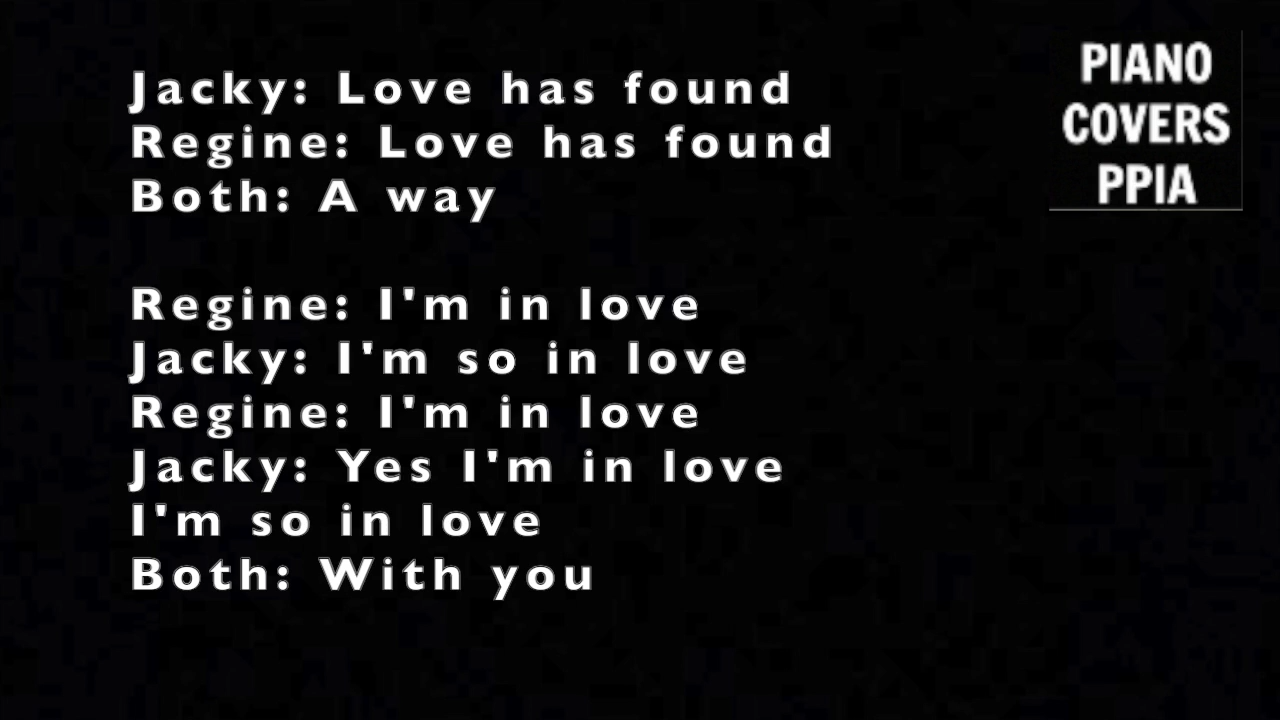 Jacky: Love has found
Regine: Love has found
Both: A way
Regine: I'm in love
Jacky: I'm so in love
Regine: I'm in love
Jacky: Yes I'm in love
I'm so in love
Both: With you
PIANO
COVERS
PPIA